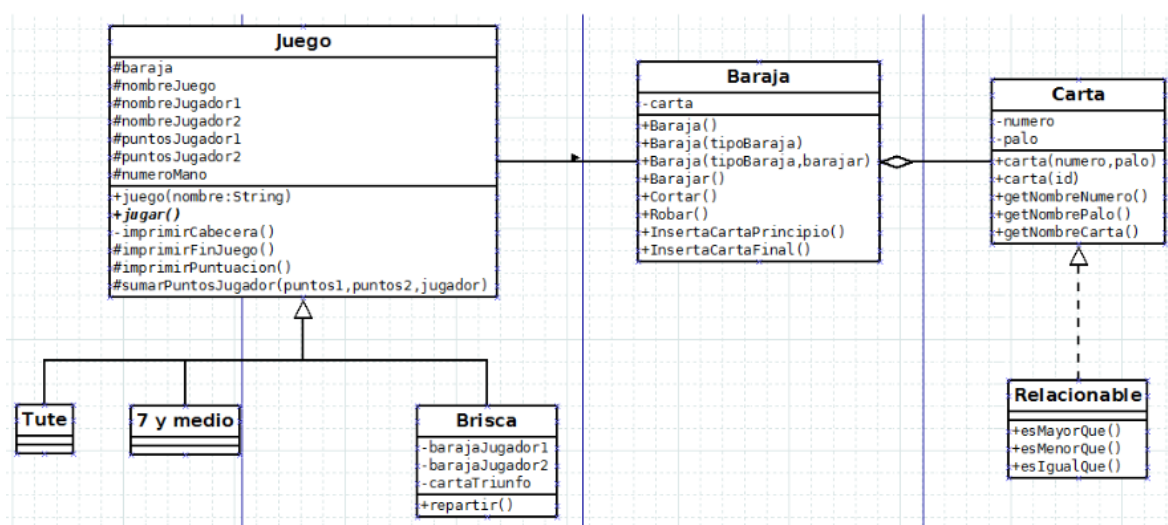 Juego
#baraja
#nombreJuego
#nombreJugador1
#nombreJugador2
#puntosJugador1
#puntosJugador2
#numeroMano
+juego(nombre:String)
+jugar()
-imprimirCabecera()
#imprimirFinJuego()
#imprimirPuntuacion()
#sumarPuntosJugador(puntos1,puntos2,jugador)
Baraja
-carta
+Baraja()
+Baraja(tipoBaraja)
+Baraja(tipoBaraja,barajar)
+Barajar()
+Cortar()
+Robar()
+InsertaCartaPrincipio()
+InsertaCartaFinal()
Carta
-numero
-palo
+carta(numero,palo)
+carta(id)
+getNombreNumero()
+getNombrePalo()
+getNombreCarta()
Tute
7 y medio
Brisca
-barajaJugador1
-barajaJugador2
-cartaTriunfo
+repartir()
Relacionable
+esMayorQue()
+esMenorQue()
+esIgualQue()